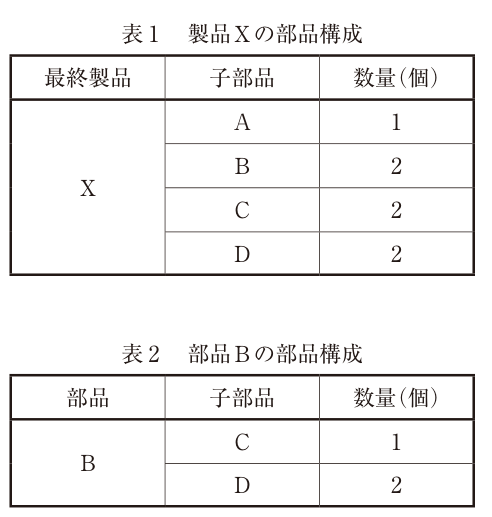 表１　製品Ｘの部品構成
最終製品　子部品　数量（個）
X　A　1
B　2
C　2
D　2
表２　部品Ｂの部品構成
部品　子部品　数量（個）
B　C　1
D　2